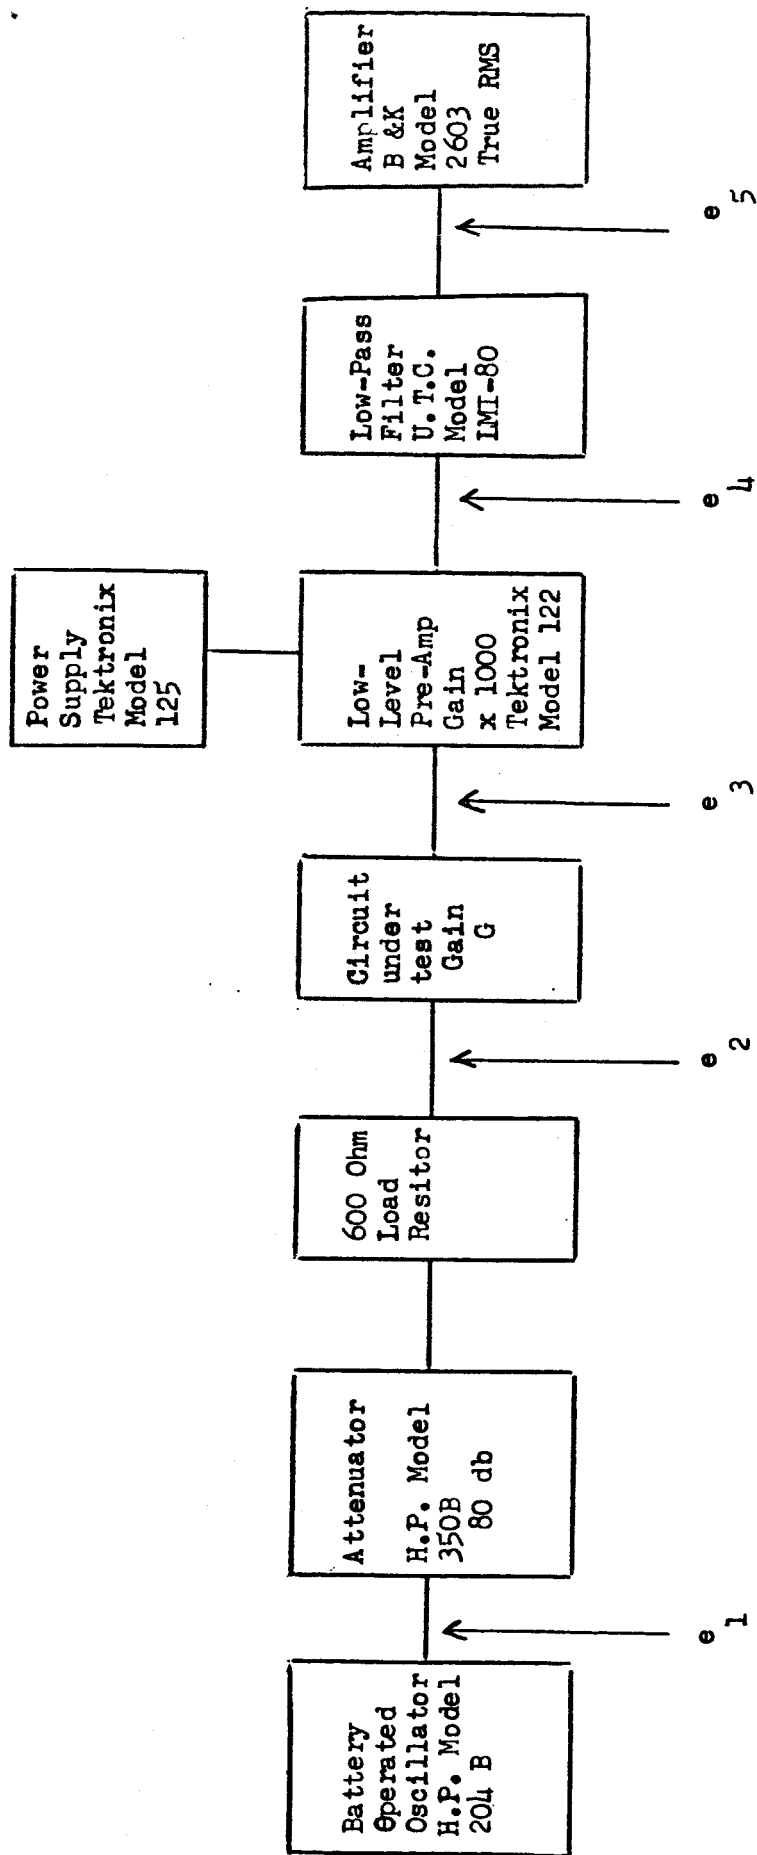 Battery
Operated
Oscillator
H.P. Model
204 B
e 1
Attenuator
H.P. Model
350B
80 db
600 Ohm
Load
Resitor
e 2
Circuit
under
test
Gain
G
e 3
Power
Supply
Tektronix
Model
125
Low-
Level
Pre-Amp
Gain
x 1000
Tektronix
Model 122
e 4
Low-Pass
Filter
U.T.C.
Model
LMI-80
e 5
Amplifier
B &K
Model
2603
True RMS